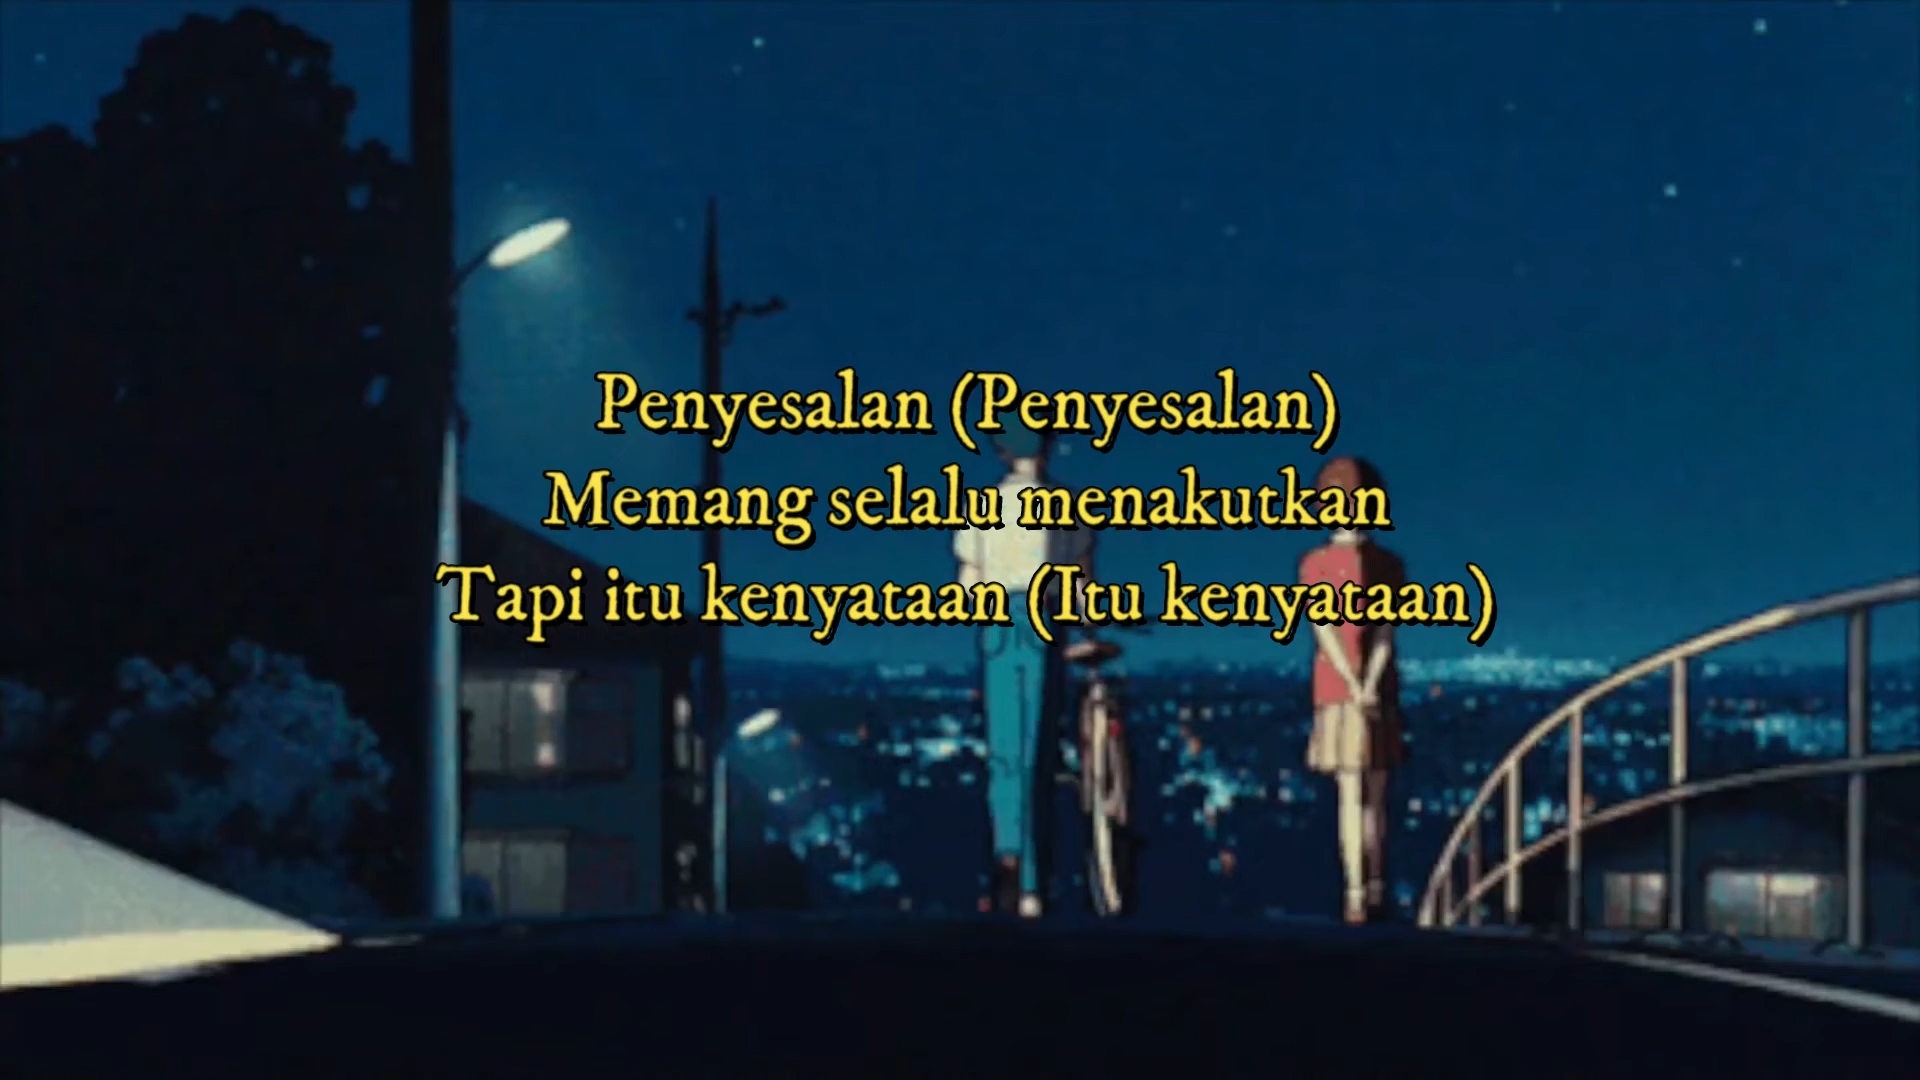 Penyesalan (Penyesalan)
Memang selalu menakutkan
Tapi itu kenyataan (Itu kenyataan)